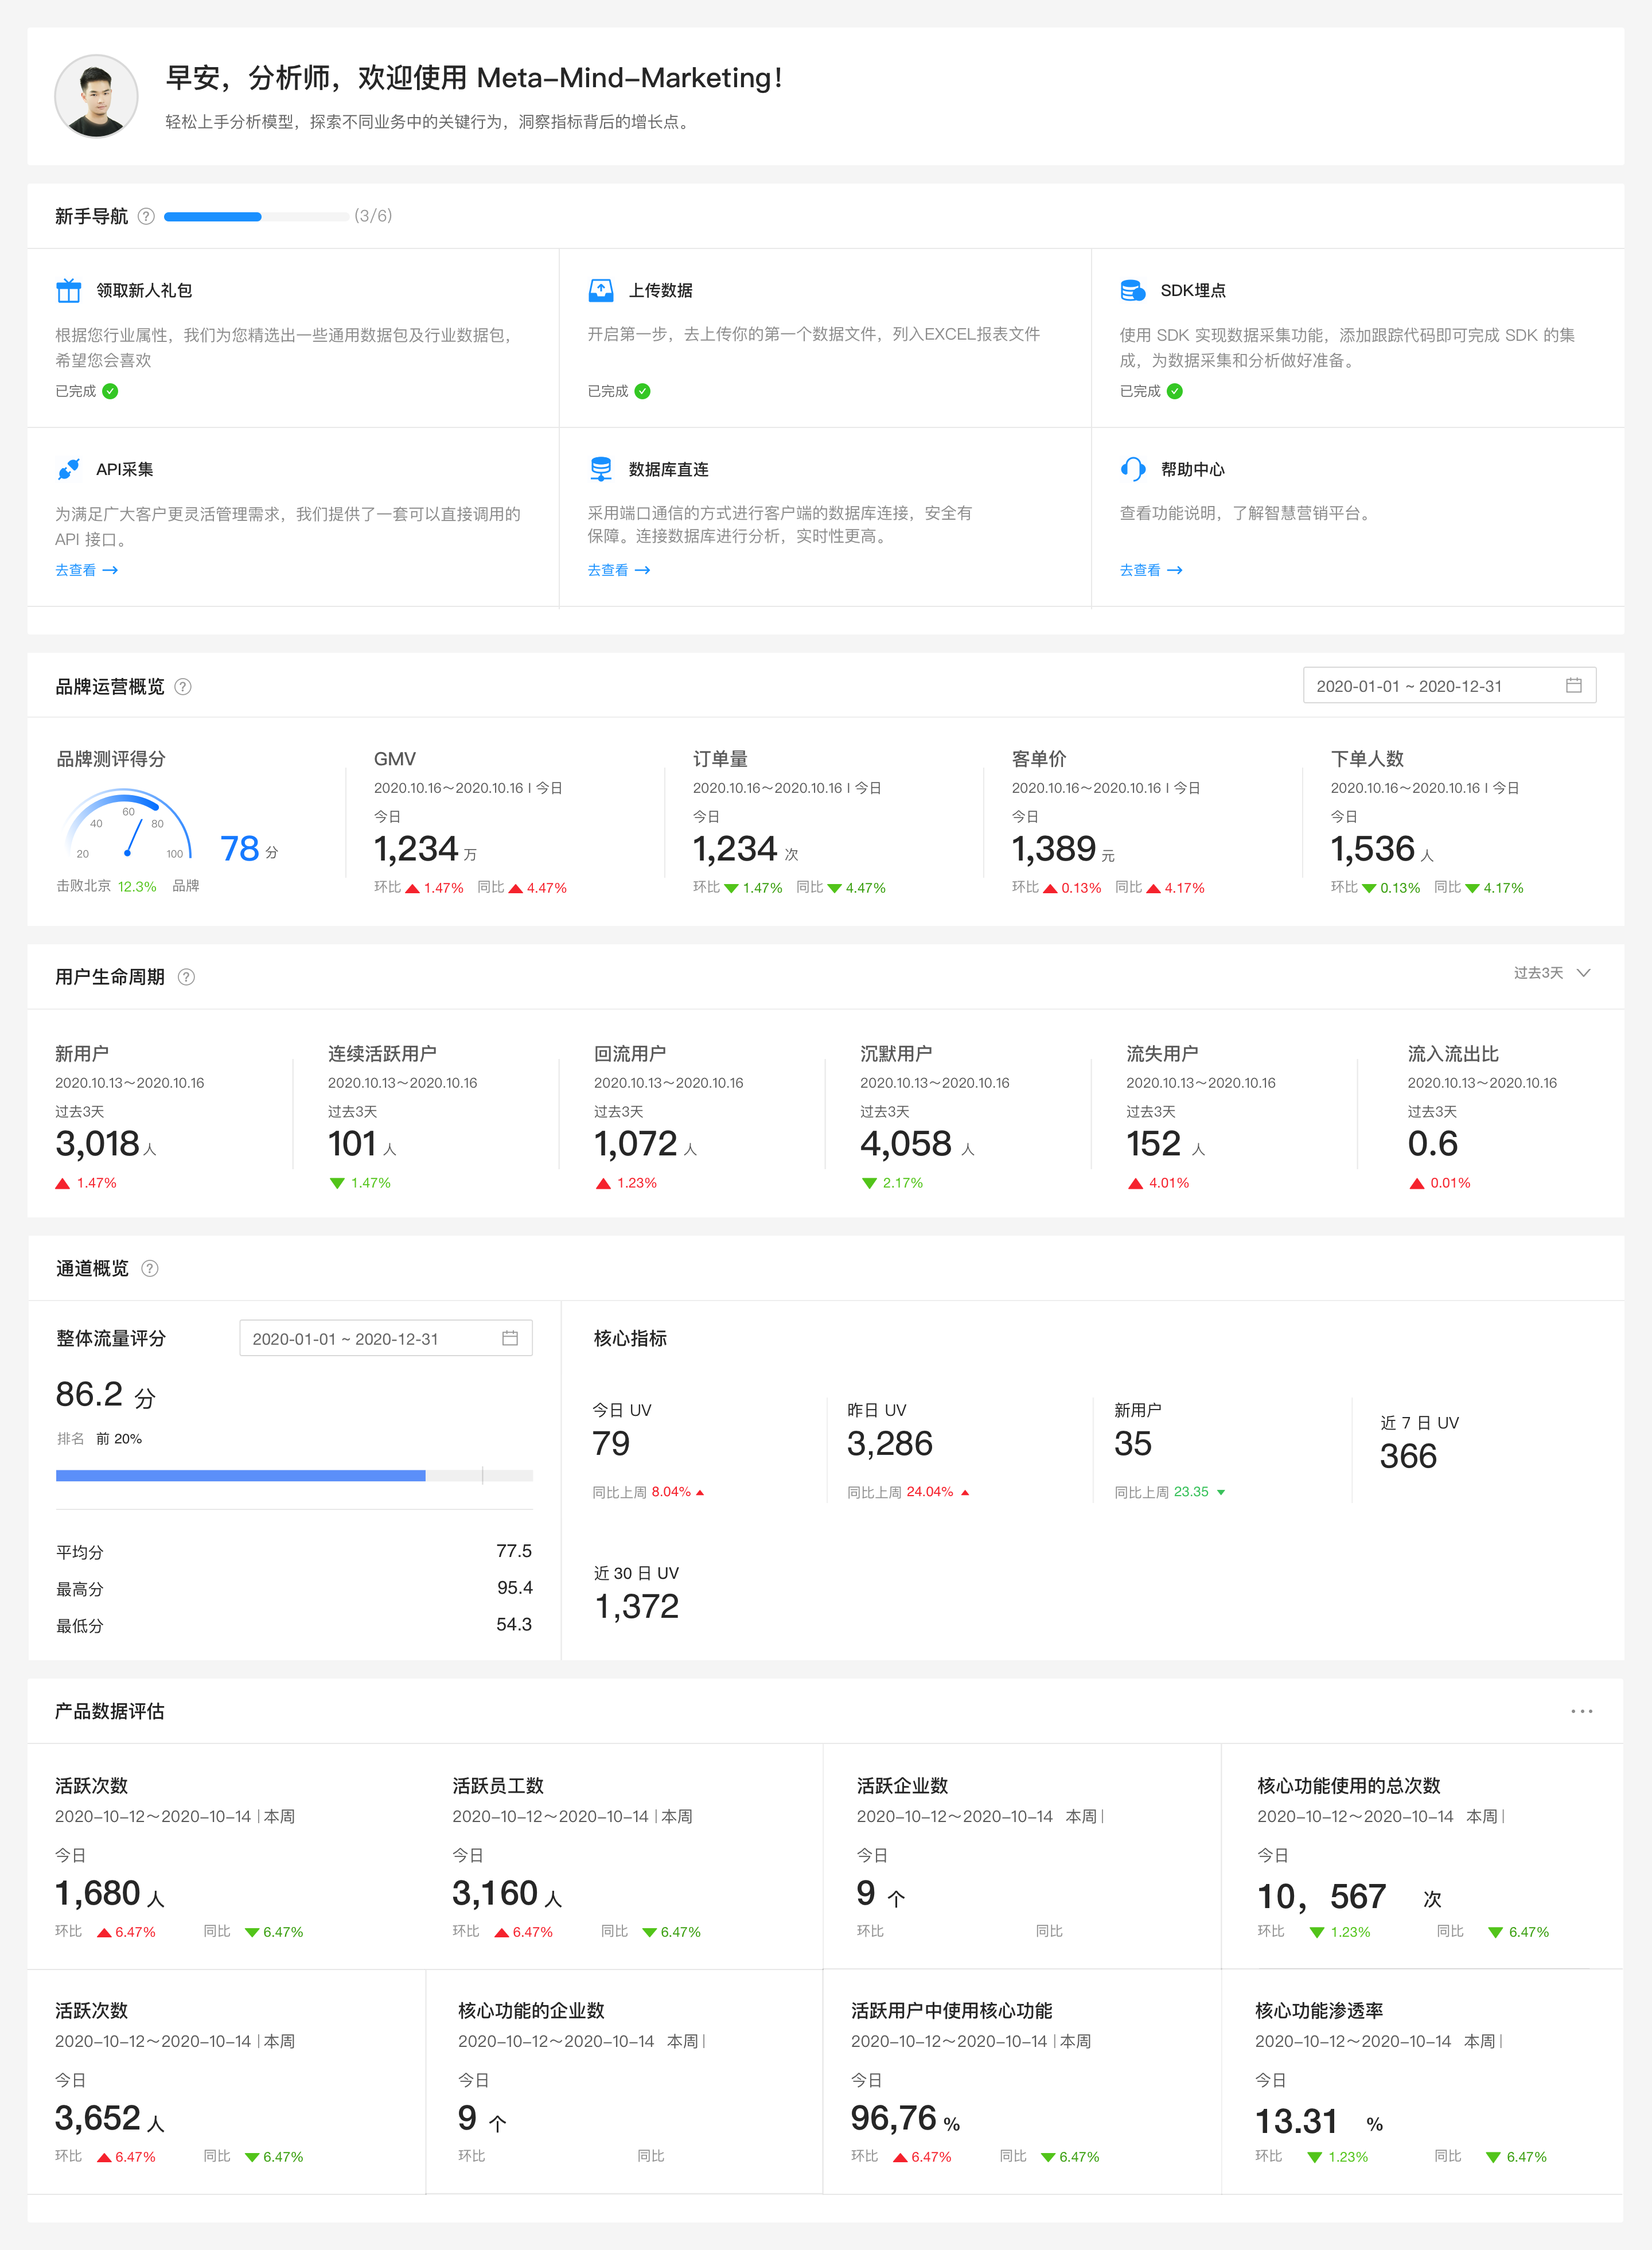 早安，分析师，欢迎使用 Meta-Mind-Marketing！
轻松上手分析模型，探索不同业务中的关键行为，洞察指标背后的增长点。
新手导航 ? (3/6)
领取新人礼包
根据您行业属性，我们为您精选出一些通用数据包及行业数据包，
希望您会喜欢
已完成
上传数据
开启第一步，去上传你的第一个数据文件，列入EXCEL报表文件
已完成
SDK埋点
使用 SDK 实现数据采集功能，添加跟踪代码即可完成 SDK 的集
成，为数据采集和分析做好准备。
已完成
API采集
为满足广大客户更灵活管理需求，我们提供了一套可以直接调用的
API 接口。
去查看 →
数据库直连
采用端口通信的方式进行客户端的数据库连接，安全有
保障。连接数据库进行分析，实时性更高。
去查看 →
帮助中心
查看功能说明，了解智慧营销平台。
去查看 →
品牌运营概览 ?
2020-01-01 ~ 2020-12-31
品牌测评得分
20 40 60 80 100
78 分
击败北京 12.3% 品牌
GMV
2020.10.16～2020.10.16 | 今日
今日
1,234 万
环比 ▲ 1.47% 同比 ▲ 4.47%
订单量
2020.10.16～2020.10.16 | 今日
今日
1,234 次
环比 ▼ 1.47% 同比 ▼ 4.47%
客单价
2020.10.16～2020.10.16 | 今日
今日
1,389 元
环比 ▲ 0.13% 同比 ▲ 4.17%
下单人数
2020.10.16～2020.10.16 | 今日
今日
1,536 人
环比 ▼ 0.13% 同比 ▼ 4.17%
用户生命周期 ?
过去3天
新用户
2020.10.13～2020.10.16
过去3天
3,018 人
▲ 1.47%
连续活跃用户
2020.10.13～2020.10.16
过去3天
101 人
▼ 1.47%
回流用户
2020.10.13～2020.10.16
过去3天
1,072 人
▲ 1.23%
沉默用户
2020.10.13～2020.10.16
过去3天
4,058 人
▼ 2.17%
流失用户
2020.10.13～2020.10.16
过去3天
152 人
▲ 4.01%
流入流出比
2020.10.13～2020.10.16
过去3天
0.6
▲ 0.01%
通道概览 ?
整体流量评分
2020-01-01 ~ 2020-12-31
86.2 分
排名 前 20%
平均分 77.5
最高分 95.4
最低分 54.3
核心指标
今日 UV
79
同比上周 8.04% ▲
昨日 UV
3,286
同比上周 24.04% ▲
新用户
35
同比上周 23.35 ▼
近 7 日 UV
366
近 30 日 UV
1,372
产品数据评估
...
活跃次数
2020-10-12～2020-10-14 | 本周
今日
1,680 人
环比 ▲ 6.47% 同比 ▼ 6.47%
活跃员工数
2020-10-12～2020-10-14 | 本周
今日
3,160 人
环比 ▲ 6.47% 同比 ▼ 6.47%
活跃企业数
2020-10-12～2020-10-14 本周 |
今日
9 个
环比 同比
核心功能使用的总次数
2020-10-12～2020-10-14 本周 |
今日
10，567 次
环比 ▼ 1.23% 同比 ▼ 6.47%
活跃次数
2020-10-12～2020-10-14 | 本周
今日
3,652 人
环比 ▲ 6.47% 同比 ▼ 6.47%
核心功能的企业数
2020-10-12～2020-10-14 本周 |
今日
9 个
环比 同比
活跃用户中使用核心功能
2020-10-12～2020-10-14 | 本周
今日
96,76 %
环比 ▲ 6.47% 同比 ▼ 6.47%
核心功能渗透率
2020-10-12～2020-10-14 本周 |
今日
13.31 %
环比 ▼ 1.23% 同比 ▼ 6.47%